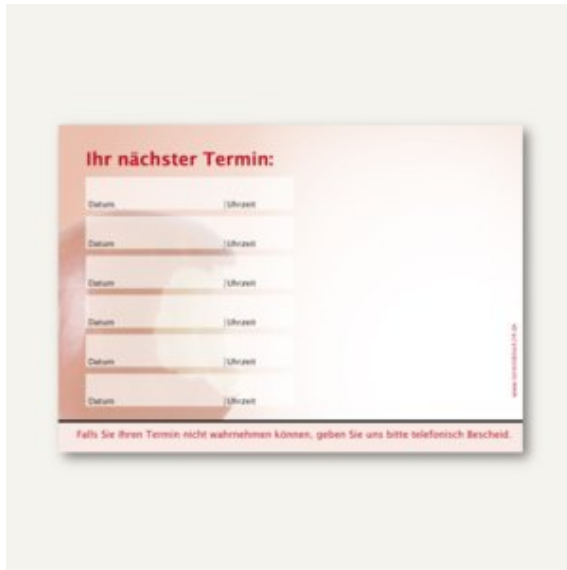 Ihr nächster Termin:
Datum | Uhrzeit
Datum | Uhrzeit
Datum | Uhrzeit
Datum | Uhrzeit
Datum | Uhrzeit
Datum | Uhrzeit
Falls Sie Ihren Termin nicht wahrnehmen können, geben Sie uns bitte telefonisch Bescheid.